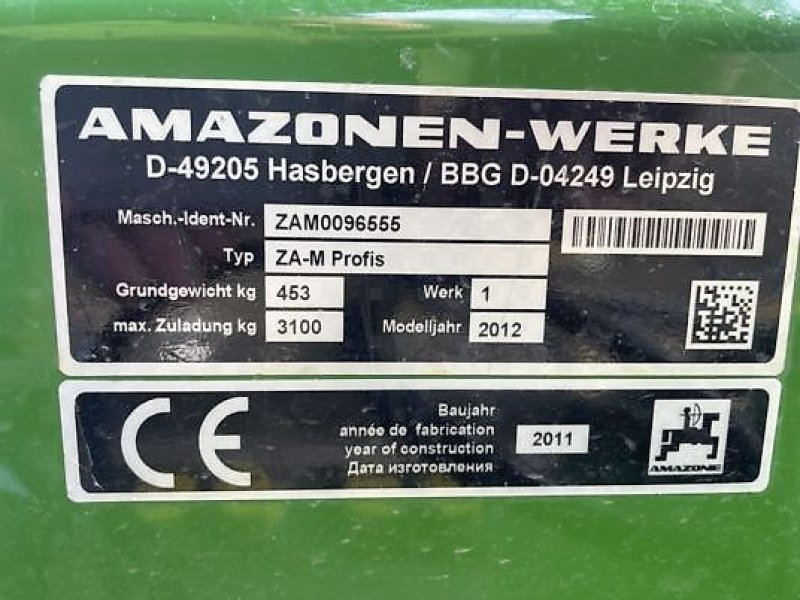 AMAZONEN-WERKE
D-49205 Hasbergen / BBG D-04249 Leipzig
Masch.-Ident-Nr. ZAM0096555
Typ ZA-M Profis
Grundgewicht kg 453 Werk 1
max. Zuladung kg 3100 Modelljahr 2012
CE
Baujahr
année de fabrication
year of construction
Дата изготовления
2011
AMAZONE